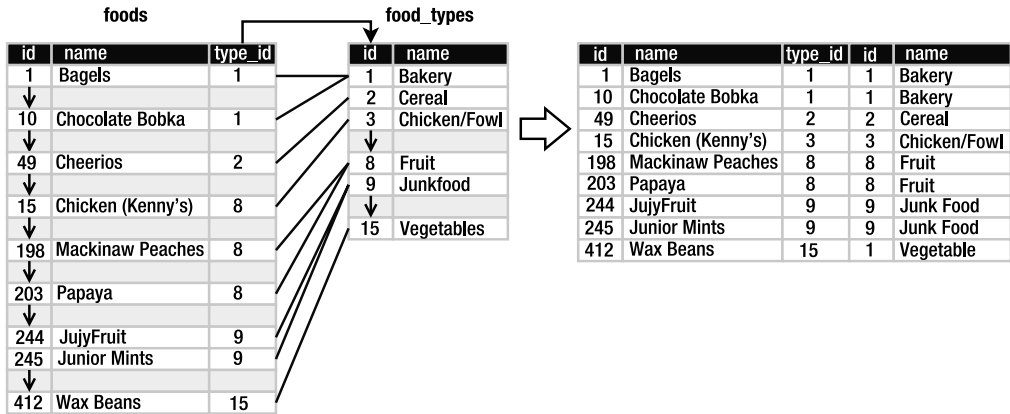 foods
id name type_id
1 Bagels 1
10 Chocolate Bobka 1
49 Cheerios 2
15 Chicken (Kenny's) 8
198 Mackinaw Peaches 8
203 Papaya 8
244 JujyFruit 9
245 Junior Mints 9
412 Wax Beans 15
food_types
id name
1 Bakery
2 Cereal
3 Chicken/Fowl
8 Fruit
9 Junkfood
15 Vegetables
id name type_id id name
1 Bagels 1 1 Bakery
10 Chocolate Bobka 1 1 Bakery
49 Cheerios 2 2 Cereal
15 Chicken (Kenny's) 3 3 Chicken/Fowl
198 Mackinaw Peaches 8 8 Fruit
203 Papaya 8 8 Fruit
244 JujyFruit 9 9 Junk Food
245 Junior Mints 9 9 Junk Food
412 Wax Beans 15 1 Vegetable